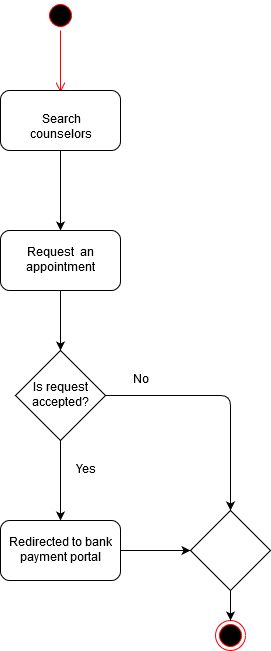 Search
counselors
Request an
appointment
Is request
accepted?
No
Yes
Redirected to bank
payment portal